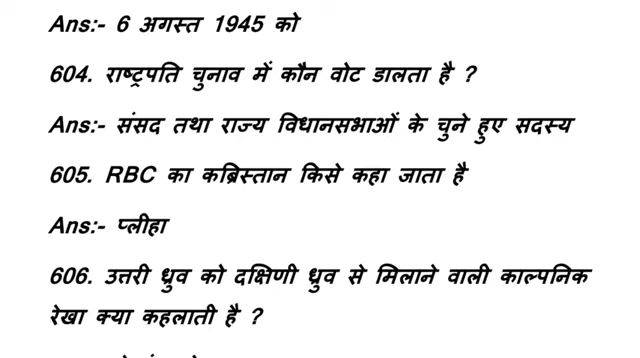 Ans:- 6 अगस्त 1945 को
604. राष्ट्रपति चुनाव में कौन वोट डालता है ?
Ans:- संसद तथा राज्य विधानसभाओं के चुने हुए सदस्य
605. RBC का कब्रिस्तान किसे कहा जाता है
Ans:- प्लीहा
606. उत्तरी ध्रुव को दक्षिणी ध्रुव से मिलाने वाली काल्पनिक
रेखा क्या कहलाती है ?